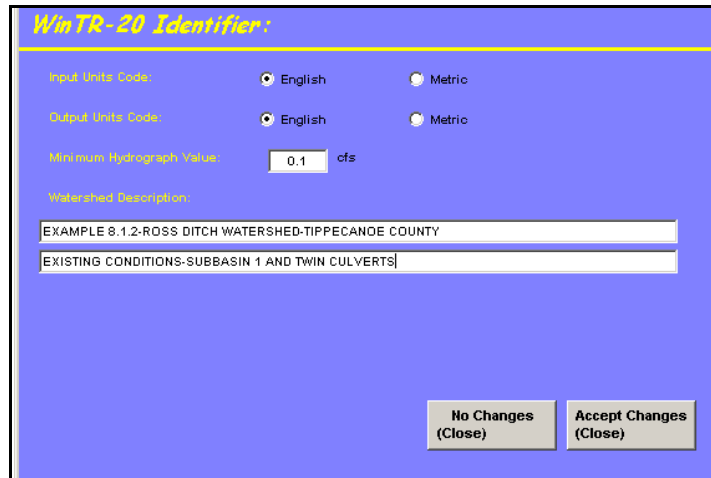 WinTR-20 Identifier:
Input Units Code: English Metric
Output Units Code: English Metric
Minimum Hydrograph Value: 0.1 cfs
Watershed Description:
EXAMPLE 8.1.2-ROSS DITCH WATERSHED-TIPPECANOE COUNTY
EXISTING CONDITIONS-SUBBASIN 1 AND TWIN CULVERTS
No Changes Accept Changes
(Close) (Close)